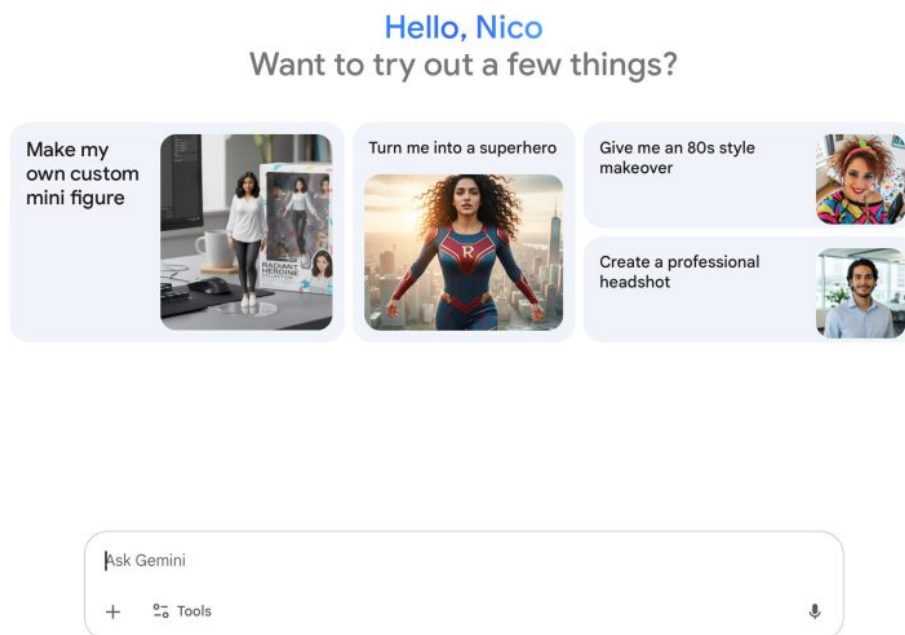 Hello, Nico
Want to try out a few things?
Make my
own custom
mini figure
RADIANT
HEROINE
Turn me into a superhero
R
Give me an 80s style
makeover
Create a professional
headshot
Ask Gemini
Tools